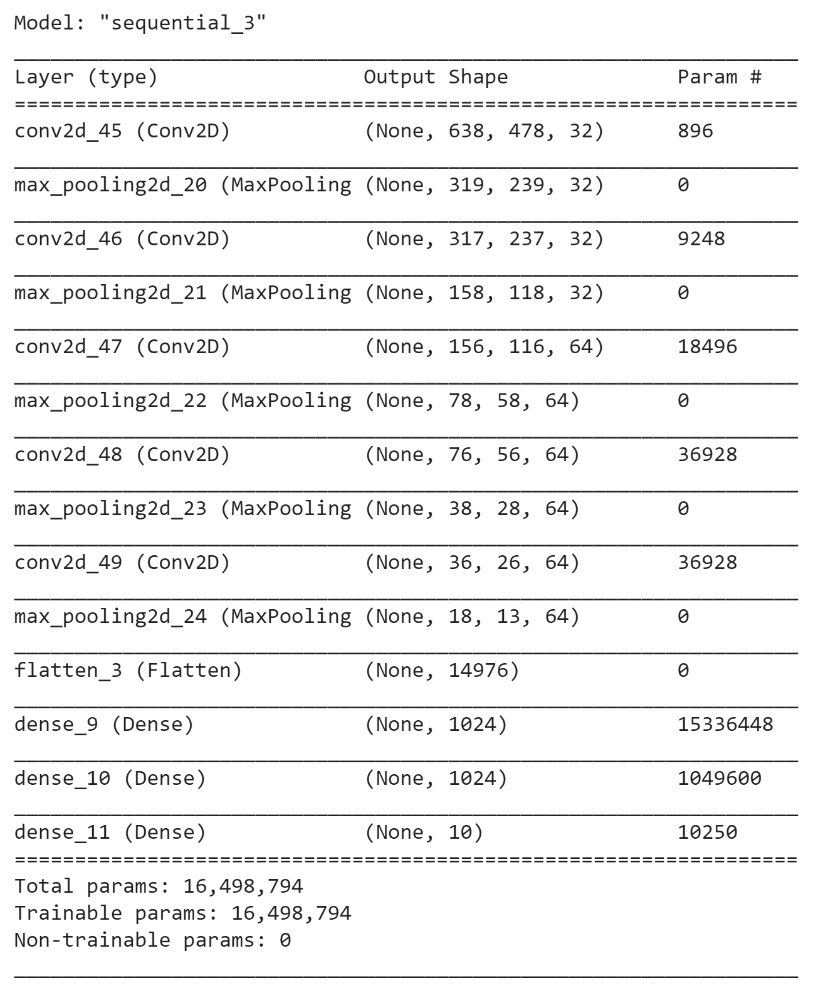 Model: "sequential_3"
_________________________________________________________________
Layer (type)                 Output Shape              Param #
=================================================================
conv2d_45 (Conv2D)           (None, 638, 478, 32)      896
_________________________________________________________________
max_pooling2d_20 (MaxPooling (None, 319, 239, 32)      0
_________________________________________________________________
conv2d_46 (Conv2D)           (None, 317, 237, 32)      9248
_________________________________________________________________
max_pooling2d_21 (MaxPooling (None, 158, 118, 32)      0
_________________________________________________________________
conv2d_47 (Conv2D)           (None, 156, 116, 64)      18496
_________________________________________________________________
max_pooling2d_22 (MaxPooling (None, 78, 58, 64)        0
_________________________________________________________________
conv2d_48 (Conv2D)           (None, 76, 56, 64)        36928
_________________________________________________________________
max_pooling2d_23 (MaxPooling (None, 38, 28, 64)        0
_________________________________________________________________
conv2d_49 (Conv2D)           (None, 36, 26, 64)        36928
_________________________________________________________________
max_pooling2d_24 (MaxPooling (None, 18, 13, 64)        0
_________________________________________________________________
flatten_3 (Flatten)          (None, 14976)             0
_________________________________________________________________
dense_9 (Dense)              (None, 1024)              15336448
_________________________________________________________________
dense_10 (Dense)             (None, 1024)              1049600
_________________________________________________________________
dense_11 (Dense)             (None, 10)                10250
=================================================================
Total params: 16,498,794
Trainable params: 16,498,794
Non-trainable params: 0
_________________________________________________________________